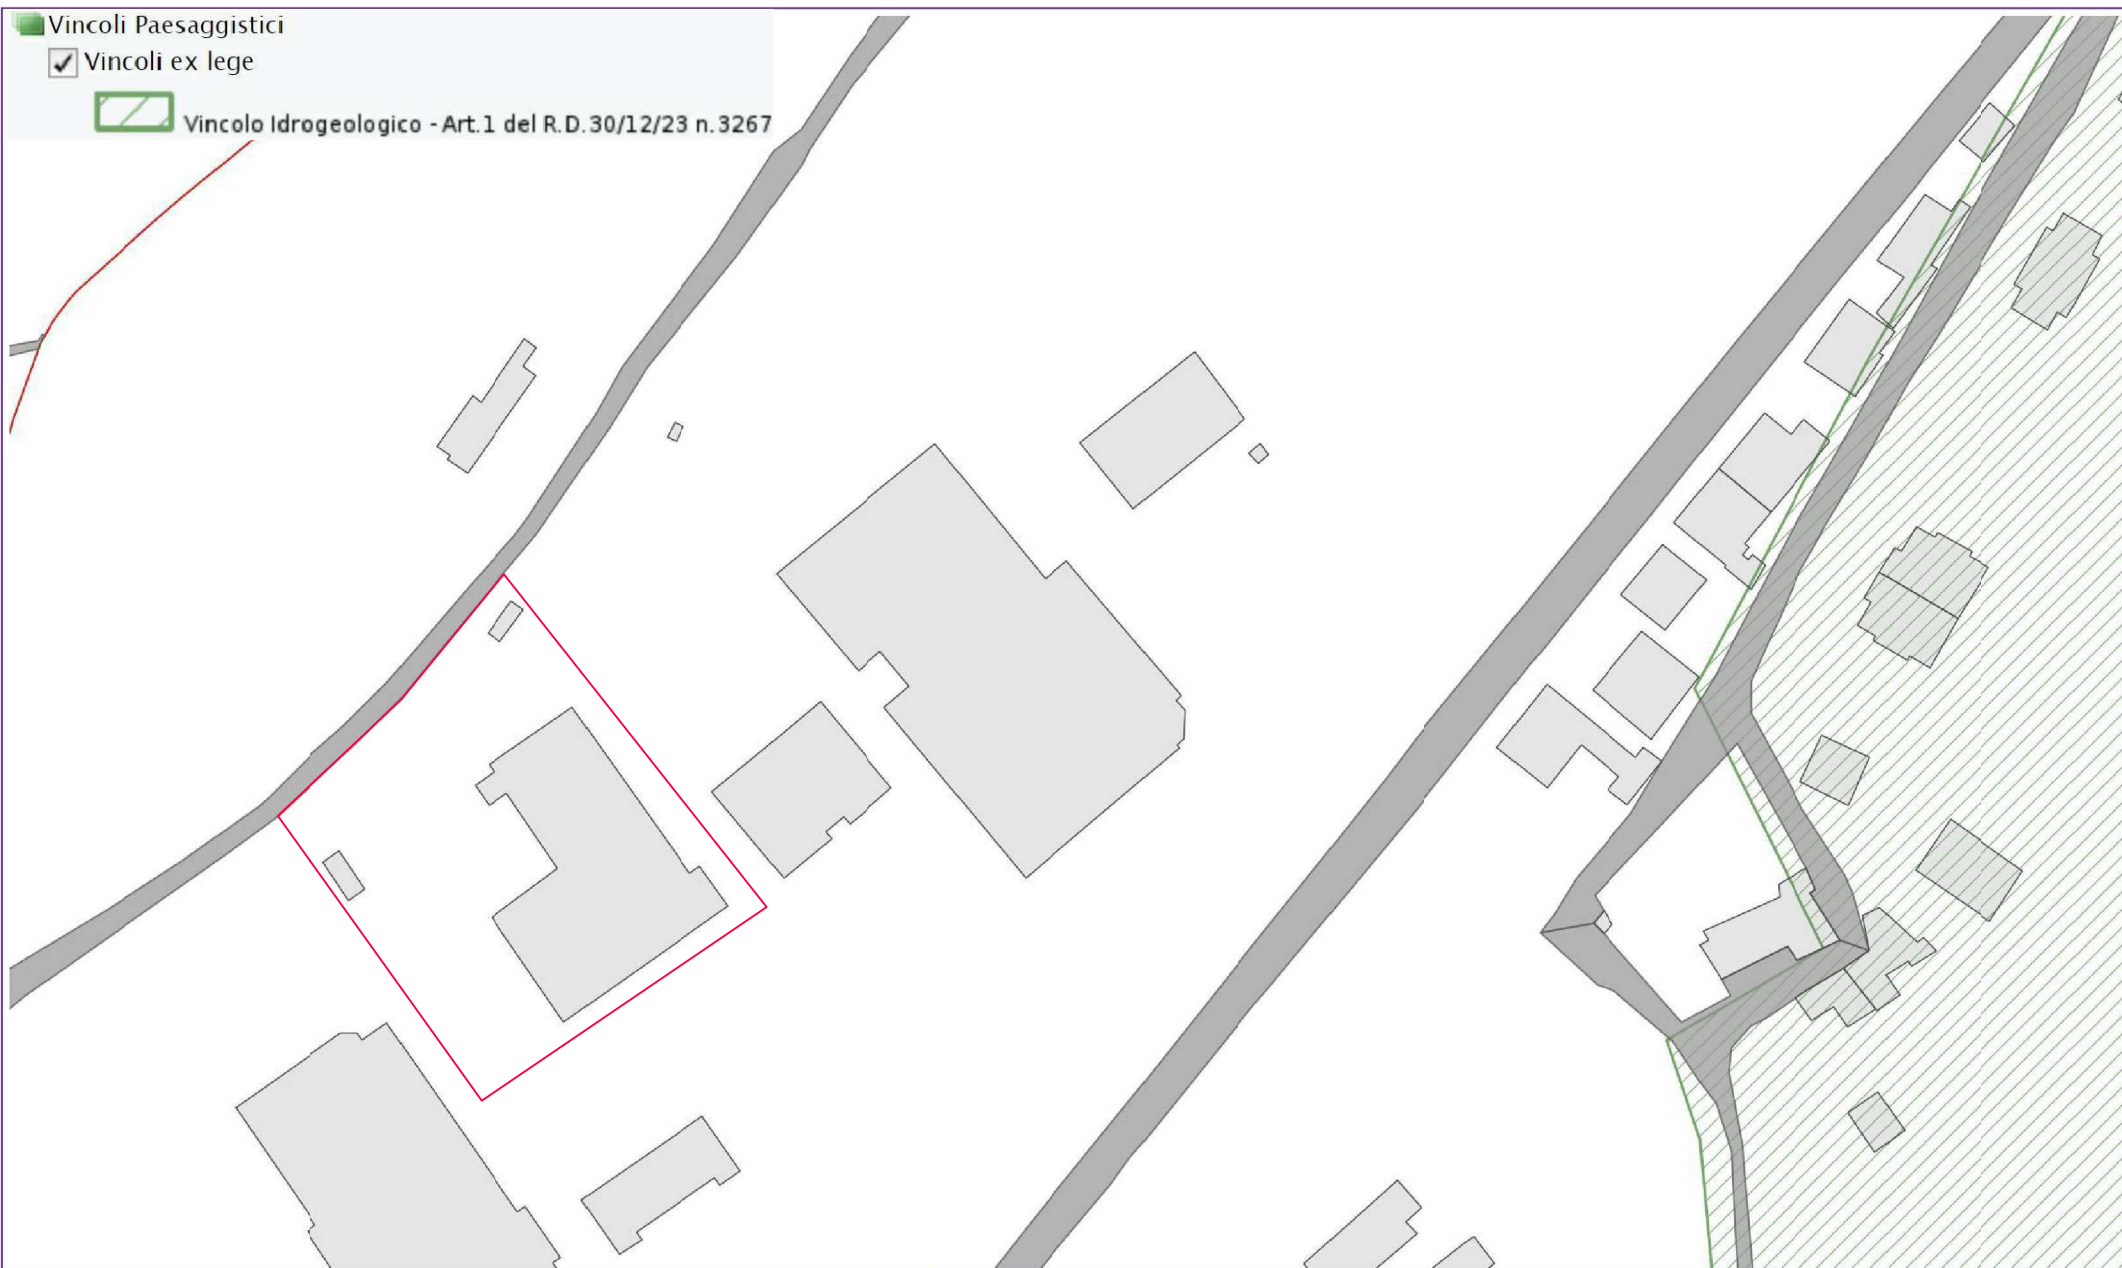 Vincoli Paesaggistici
Vincoli ex lege
Vincolo Idrogeologico - Art.1 del R.D.30/12/23 n.3267